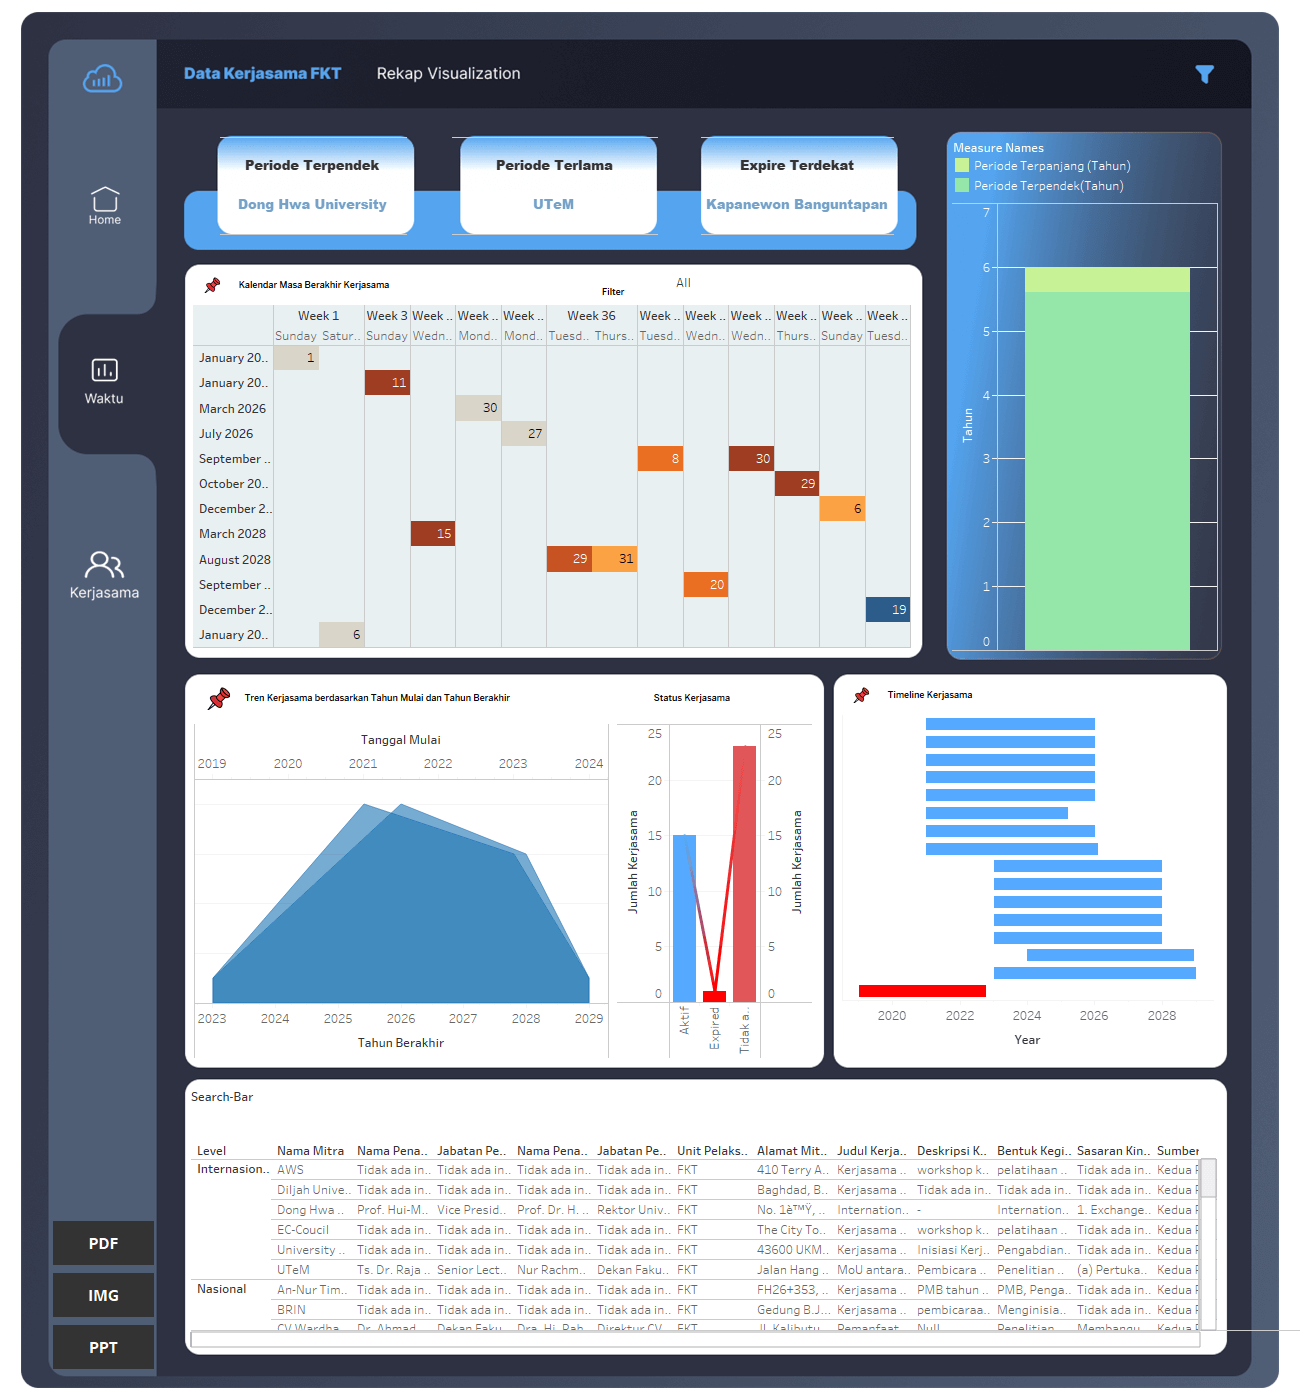 Data Kerjasama FKT Rekap Visualization
Home
Waktu
Kerjasama
PDF
IMG
PPT
Periode Terpendek
Dong Hwa University
Periode Terlama
UTeM
Expire Terdekat
Kapanewon Banguntapan
Measure Names
Periode Terpanjang (Tahun)
Periode Terpendek(Tahun)
7
6
5
4
3
2
1
0
Tahun
Kalendar Masa Berakhir Kerjasama
Filter
All
Week 1 Week 3 Week .. Week .. Week .. Week 36 Week .. Week .. Week .. Week .. Week .. Week ..
Sunday Satur.. Sunday Wedn.. Mond.. Mond.. Tuesd.. Thurs.. Tuesd.. Wedn.. Wedn.. Thurs.. Sunday Tuesd..
January 20.. 1
January 20.. 11
March 2026 30
July 2026 27
September .. 8 30
October 20.. 29
December 2.. 6
March 2028 15
August 2028 29 31
September .. 20
December 2.. 19
January 20.. 6
Tren Kerjasama berdasarkan Tahun Mulai dan Tahun Berakhir
Tanggal Mulai
2019 2020 2021 2022 2023 2024
2023 2024 2025 2026 2027 2028 2029
Tahun Berakhir
Status Kerjasama
25 25
20 20
15 15
10 10
5 5
0 0
Jumlah Kerjasama
Jumlah Kerjasama
Aktif
Expired
Tidak a..
Timeline Kerjasama
2020 2022 2024 2026 2028
Year
Search-Bar
Level Nama Mitra Nama Pena.. Jabatan Pe.. Nama Pena.. Jabatan Pe.. Unit Pelaks.. Alamat Mit.. Judul Kerja.. Deskripsi K.. Bentuk Kegi.. Sasaran Kin.. Sumber
Internasion.. AWS Tidak ada in.. Tidak ada in.. Tidak ada in.. Tidak ada in.. FKT 410 Terry A.. Kerjasama .. workshop k.. pelatihaan .. Tidak ada in.. Kedua P
Diljah Unive.. Tidak ada in.. Tidak ada in.. Tidak ada in.. Tidak ada in.. FKT Baghdad, B.. Kerjasama .. Tidak ada in.. Tidak ada in.. Tidak ada in.. Kedua P
Dong Hwa .. Prof. Hui-M.. Vice Presid.. Prof. Dr. H. .. Rektor Univ.. FKT No. 1è™Ÿ, .. Internation.. - Internation.. 1. Exchange.. Kedua P
EC-Coucil Tidak ada in.. Tidak ada in.. Tidak ada in.. Tidak ada in.. FKT The City To.. Kerjasama .. workshop k.. pelatihaan .. Tidak ada in.. Kedua P
University .. Tidak ada in.. Tidak ada in.. Tidak ada in.. Tidak ada in.. FKT 43600 UKM.. Kerjasama .. Inisiasi Kerj.. Pengabdian.. Tidak ada in.. Kedua P
UTeM Ts. Dr. Raja .. Senior Lect.. Nur Rachm.. Dekan Faku.. FKT Jalan Hang .. MoU antara.. Pembicara .. Penelitian .. (a) Pertuka.. Kedua P
Nasional An-Nur Tim.. Tidak ada in.. Tidak ada in.. Tidak ada in.. Tidak ada in.. FKT FH26+353, .. Kerjasama .. PMB tahun .. PMB, Penga.. Tidak ada in.. Kedua P
BRIN Tidak ada in.. Tidak ada in.. Tidak ada in.. Tidak ada in.. FKT Gedung B.J... Kerjasama .. pembicaraa.. Menginisia.. Tidak ada in.. Kedua P
CV Wardha.. Dr. Ahmad .. Dekan Faku.. Dra. Hj. Rah.. Direktur CV.. FKT Jl. Kalibutu.. Pemanfaat.. Null Penelitian .. Membangu.. Kedua P